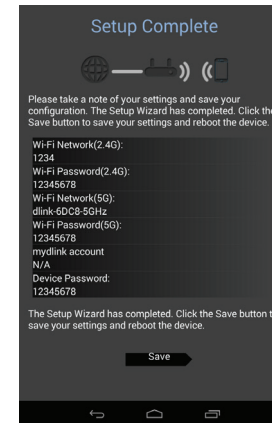 Setup Complete
Please take a note of your settings and save your
configuration. The Setup Wizard has completed. Click the
Save button to save your settings and reboot the device.
Wi-Fi Network(2.4G):
1234
Wi-Fi Password(2.4G):
12345678
Wi-Fi Network(5G):
dlink-6DC8-5GHz
Wi-Fi Password(5G):
12345678
mydlink account
N/A
Device Password:
12345678
The Setup Wizard has completed. Click the Save button t
save your settings and reboot the device.
Save